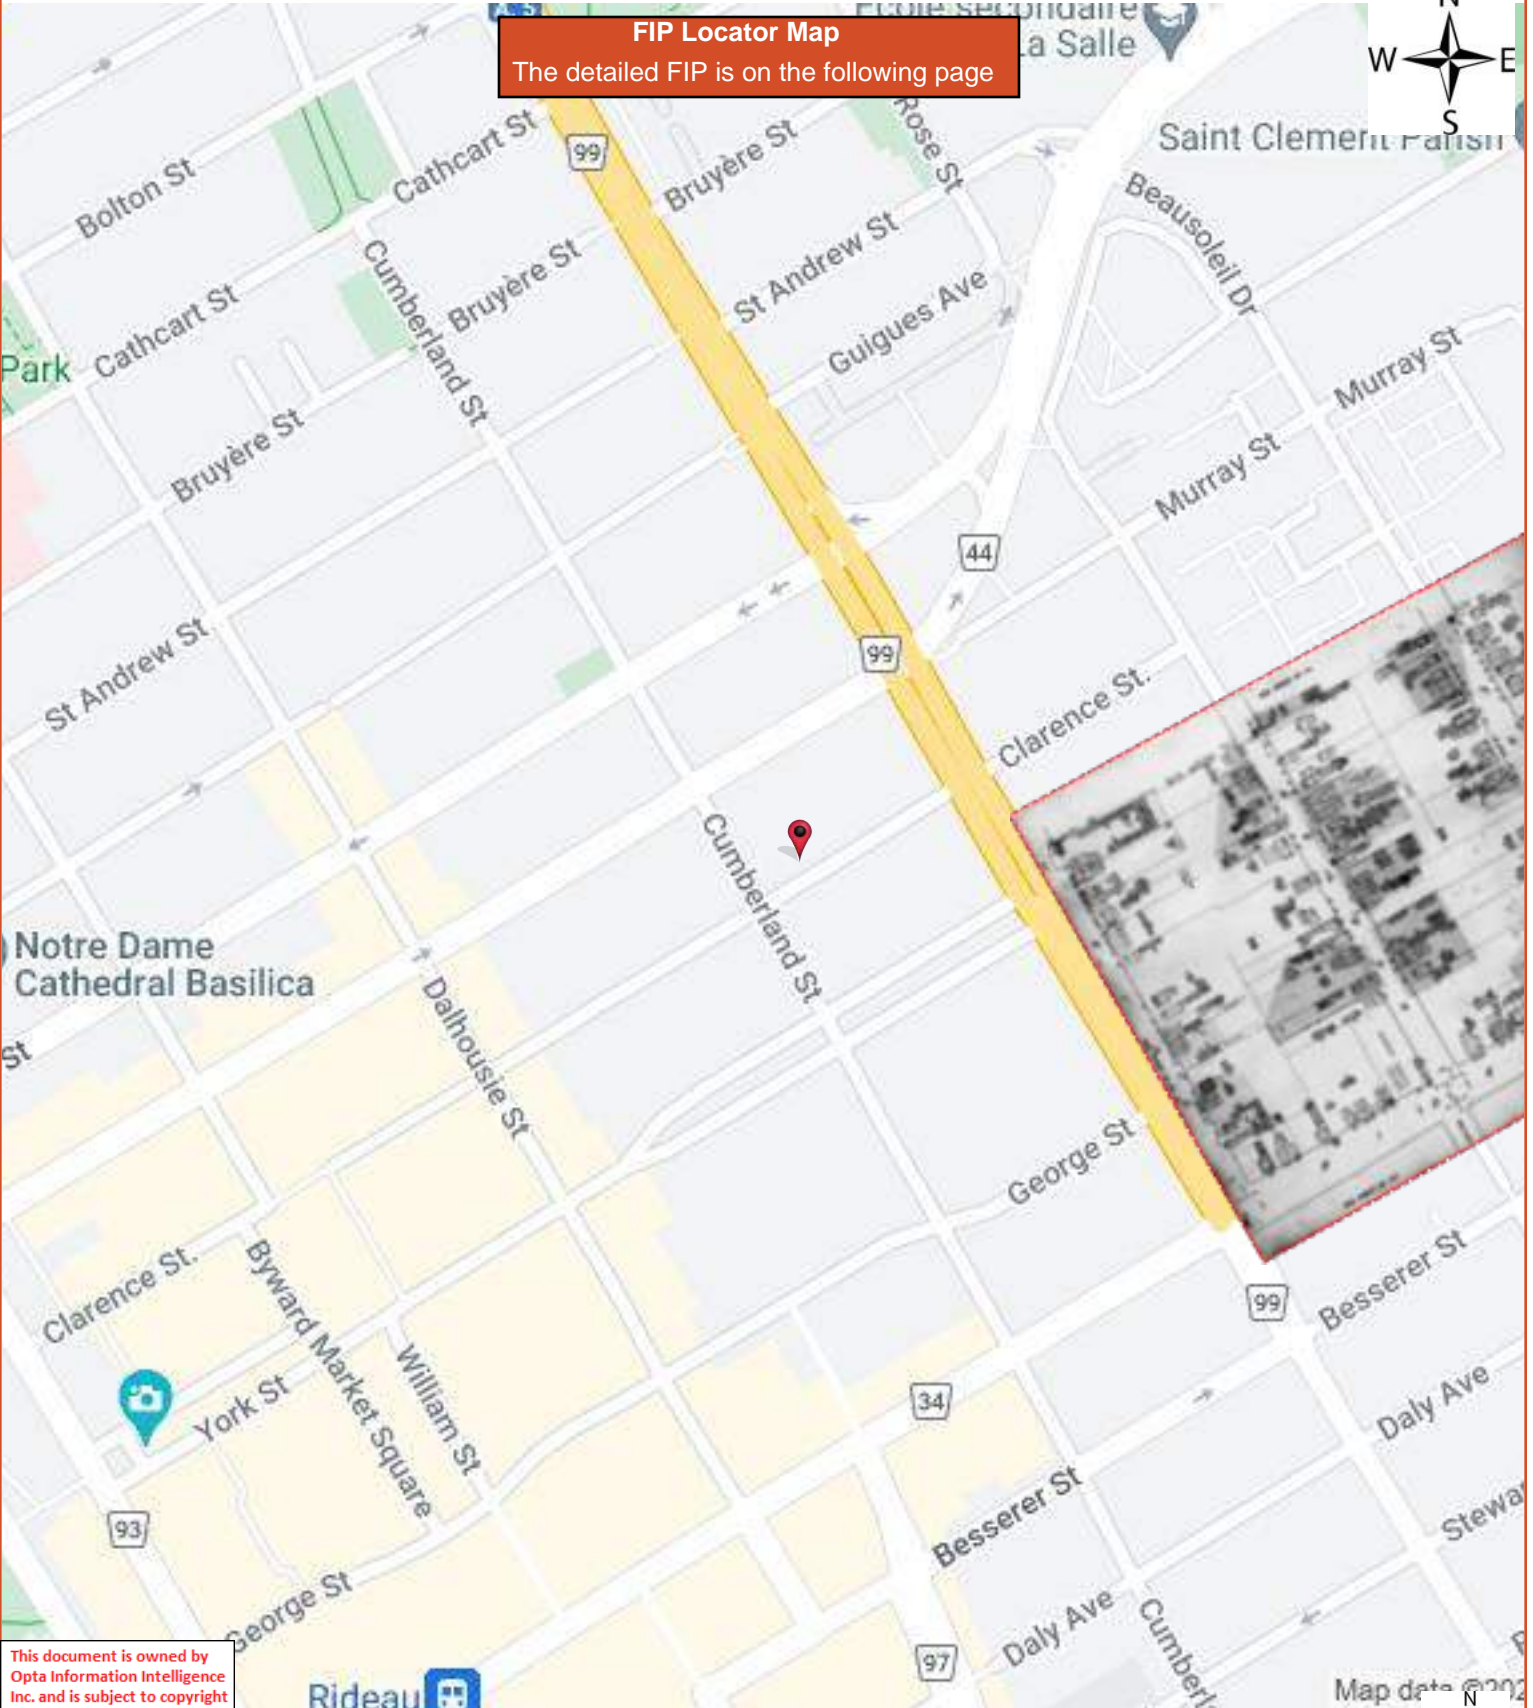 FIP Locator Map
The detailed FIP is on the following page
N
W
E
S
École secondaire
La Salle
Saint Clement Parish
99
Cathcart St
Bruyère St
Rose St
Bolton St
Beausoleil Dr
St Andrew St
Cumberland St
Bruyère St
Guigues Ave
Cathcart St
Park
Murray St
Bruyère St
Murray St
44
99
St Andrew St
Clarence St.
Cumberland St
Notre Dame
Cathedral Basilica
St
Dalhousie St
George St
Clarence St.
Byward Market Square
Besserer St
99
William St
York St
34
Daly Ave
93
Besserer St
George St
Daly Ave
97
Rideau
This document is owned by
Opta Information Intelligence
Inc. and is subject to copyright
N